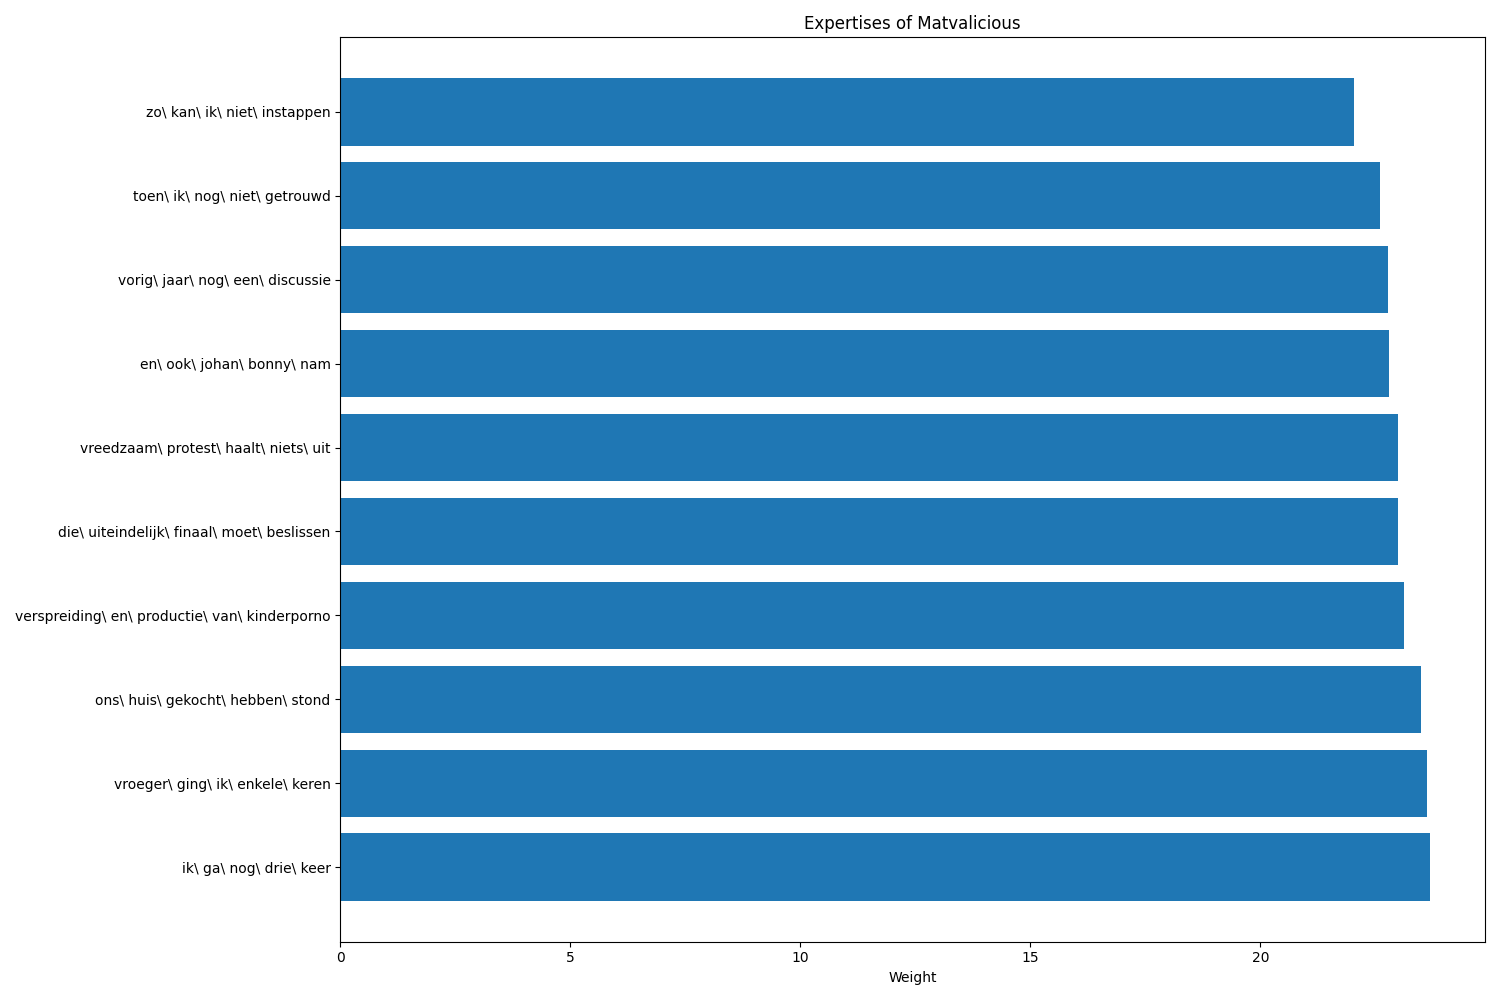 Expertises of Matvalicious
zo\ kan\ ik\ niet\ instappen
toen\ ik\ nog\ niet\ getrouwd
vorig\ jaar\ nog\ een\ discussie
en\ ook\ johan\ bonny\ nam
vreedzaam\ protest\ haalt\ niets\ uit
die\ uiteindelijk\ finaal\ moet\ beslissen
verspreiding\ en\ productie\ van\ kinderporno
ons\ huis\ gekocht\ hebben\ stond
vroeger\ ging\ ik\ enkele\ keren
ik\ ga\ nog\ drie\ keer
0 5 10 15 20
Weight